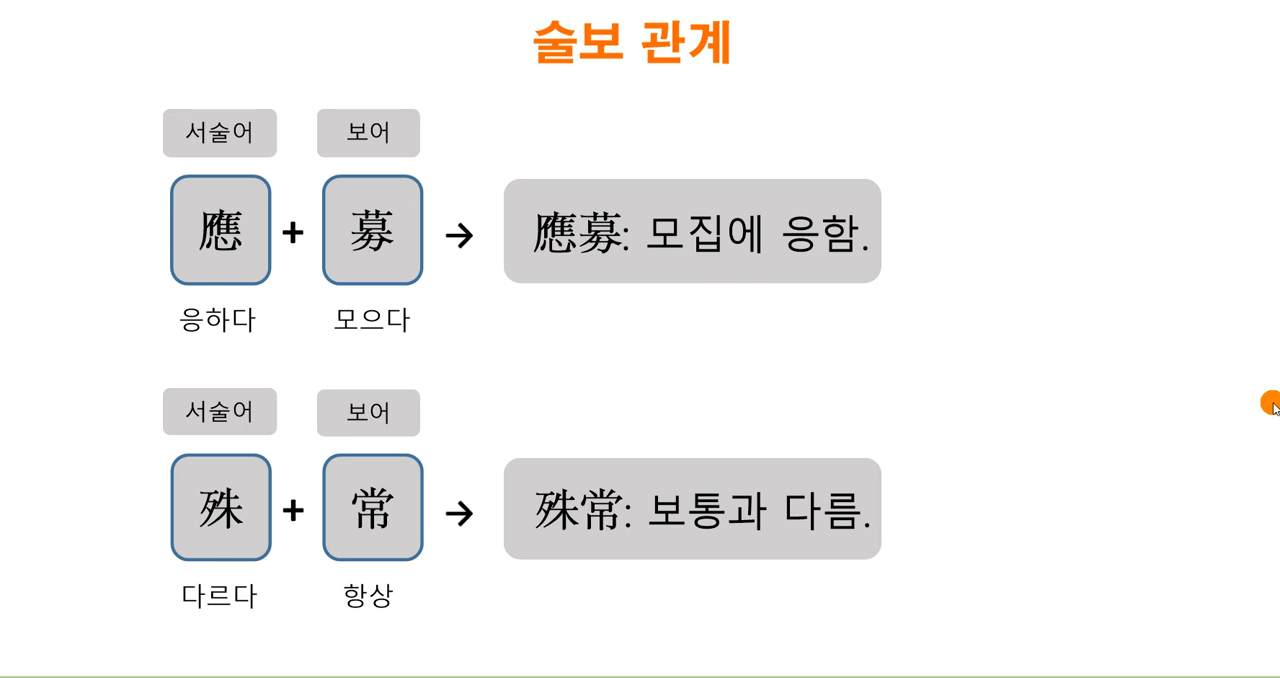 술보 관계
서술어 보어
應 + 募 → 應募: 모집에 응함.
응하다 모으다
서술어 보어
殊 + 常 → 殊常: 보통과 다름.
다르다 항상